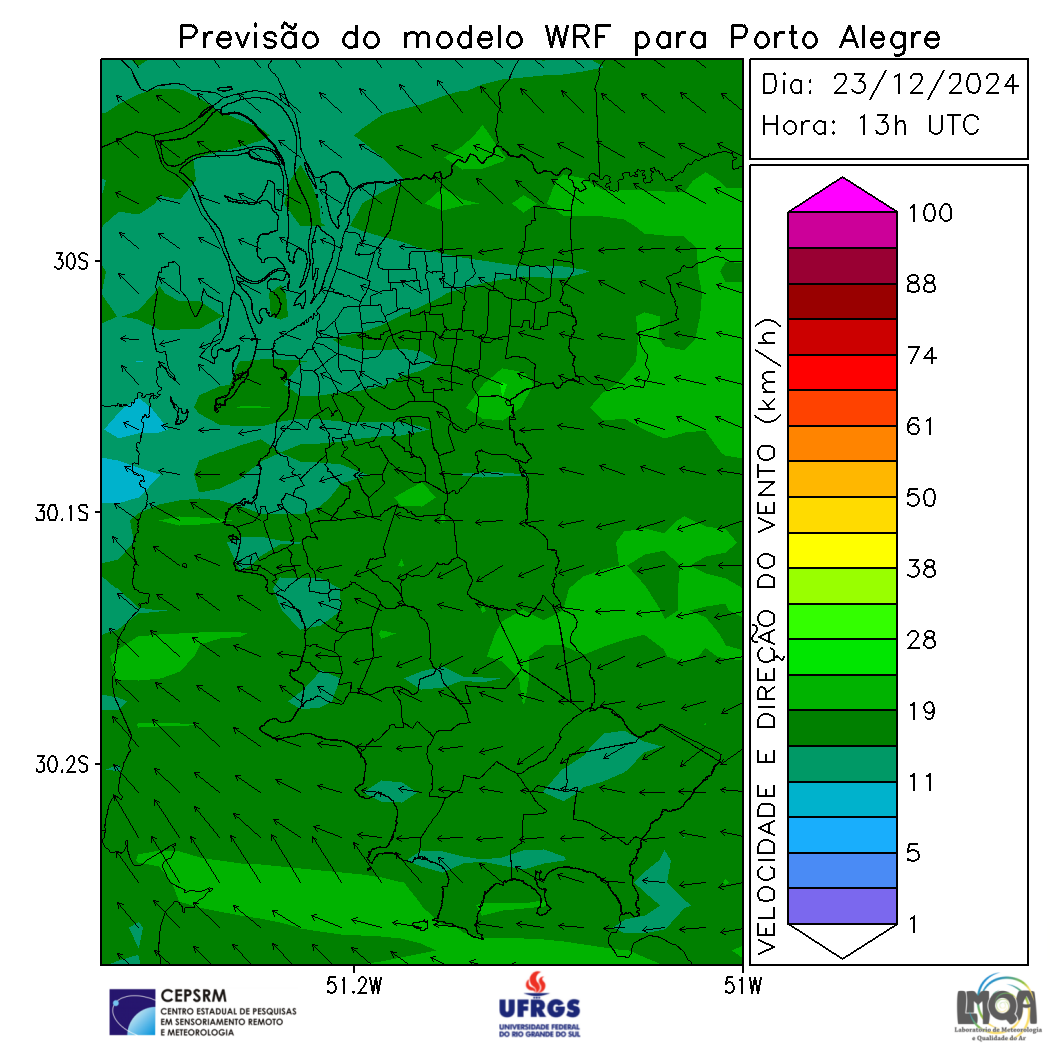 Previsão do modelo WRF para Porto Alegre
Dia: 23/12/2024
Hora: 13h UTC
30S
30.1S
30.2S
51.2W
51W
VELOCIDADE E DIREÇÃO DO VENTO (km/h)
100
88
74
61
50
38
28
19
11
5
1
CEPSRM
CENTRO ESTADUAL DE PESQUISAS
EM SENSORIAMENTO REMOTO
E METEOROLOGIA
UFRGS
UNIVERSIDADE FEDERAL
DO RIO GRANDE DO SUL
LMQA
Laboratório de Meteorologia
e Qualidade do Ar